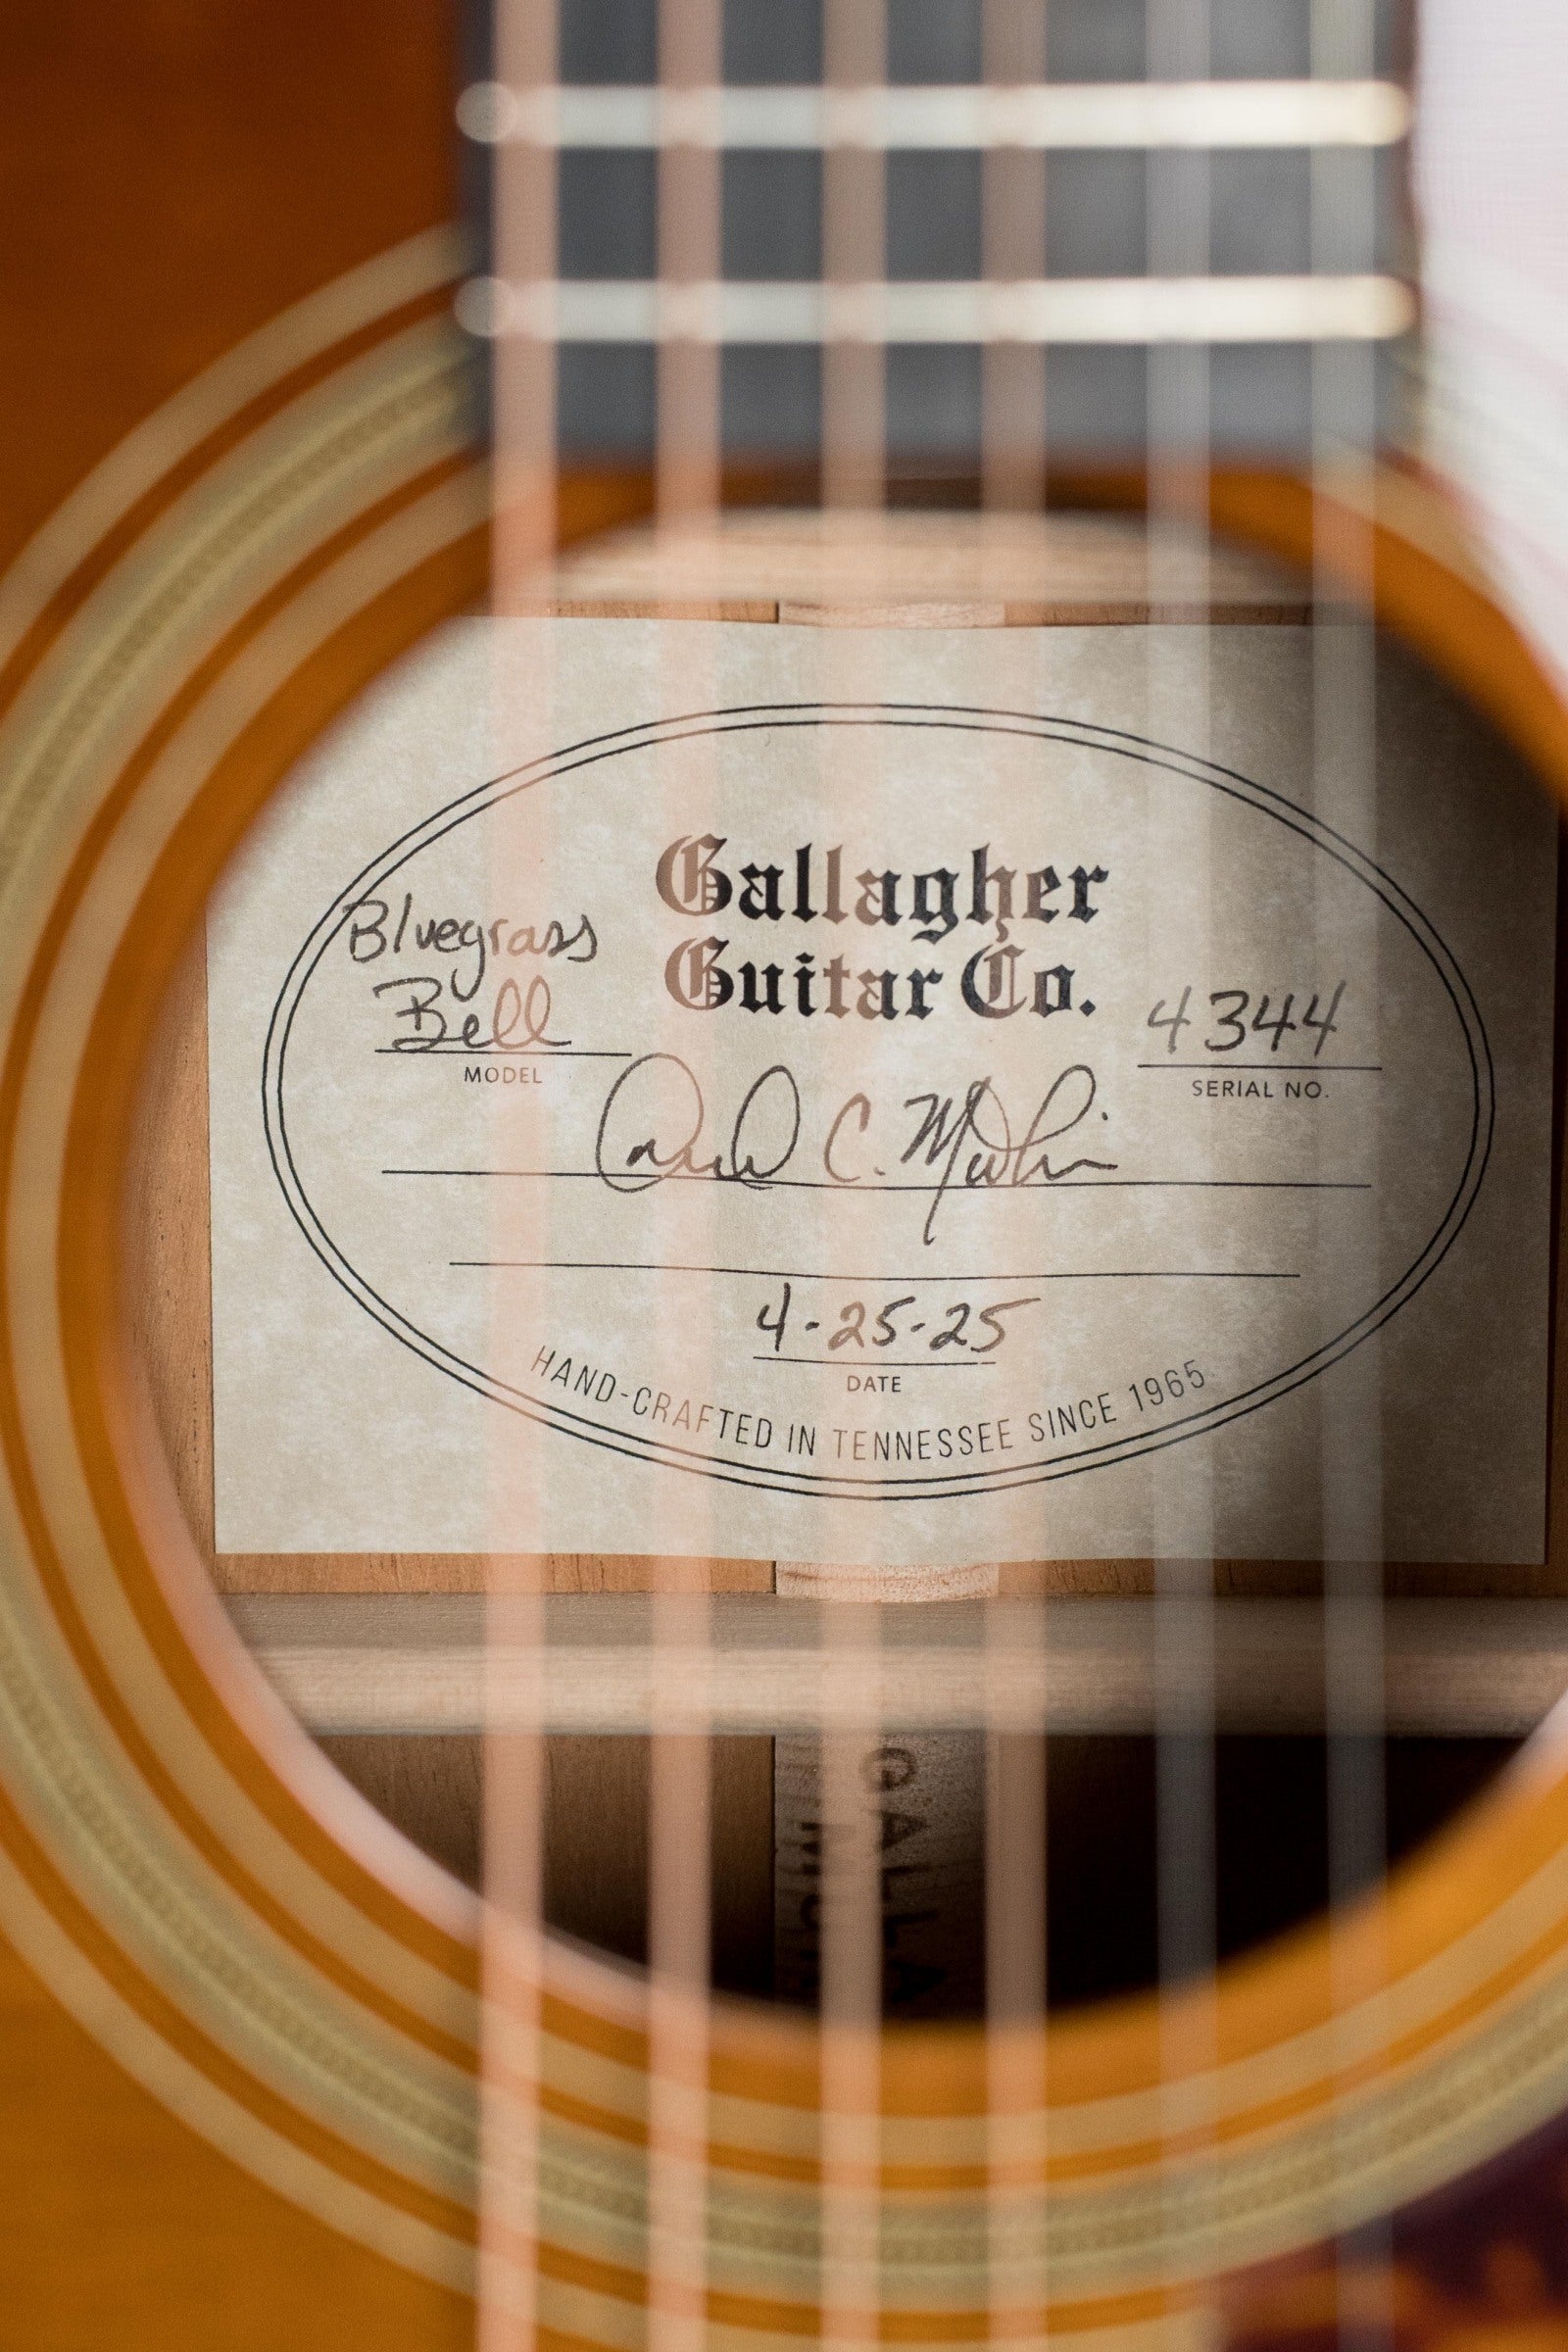 Gallagher
Guitar Co.
Bluegrass
Bell
MODEL
4344
SERIAL NO.
C.
4-25-25
DATE
HAND-CRAFTED IN TENNESSEE SINCE 1965